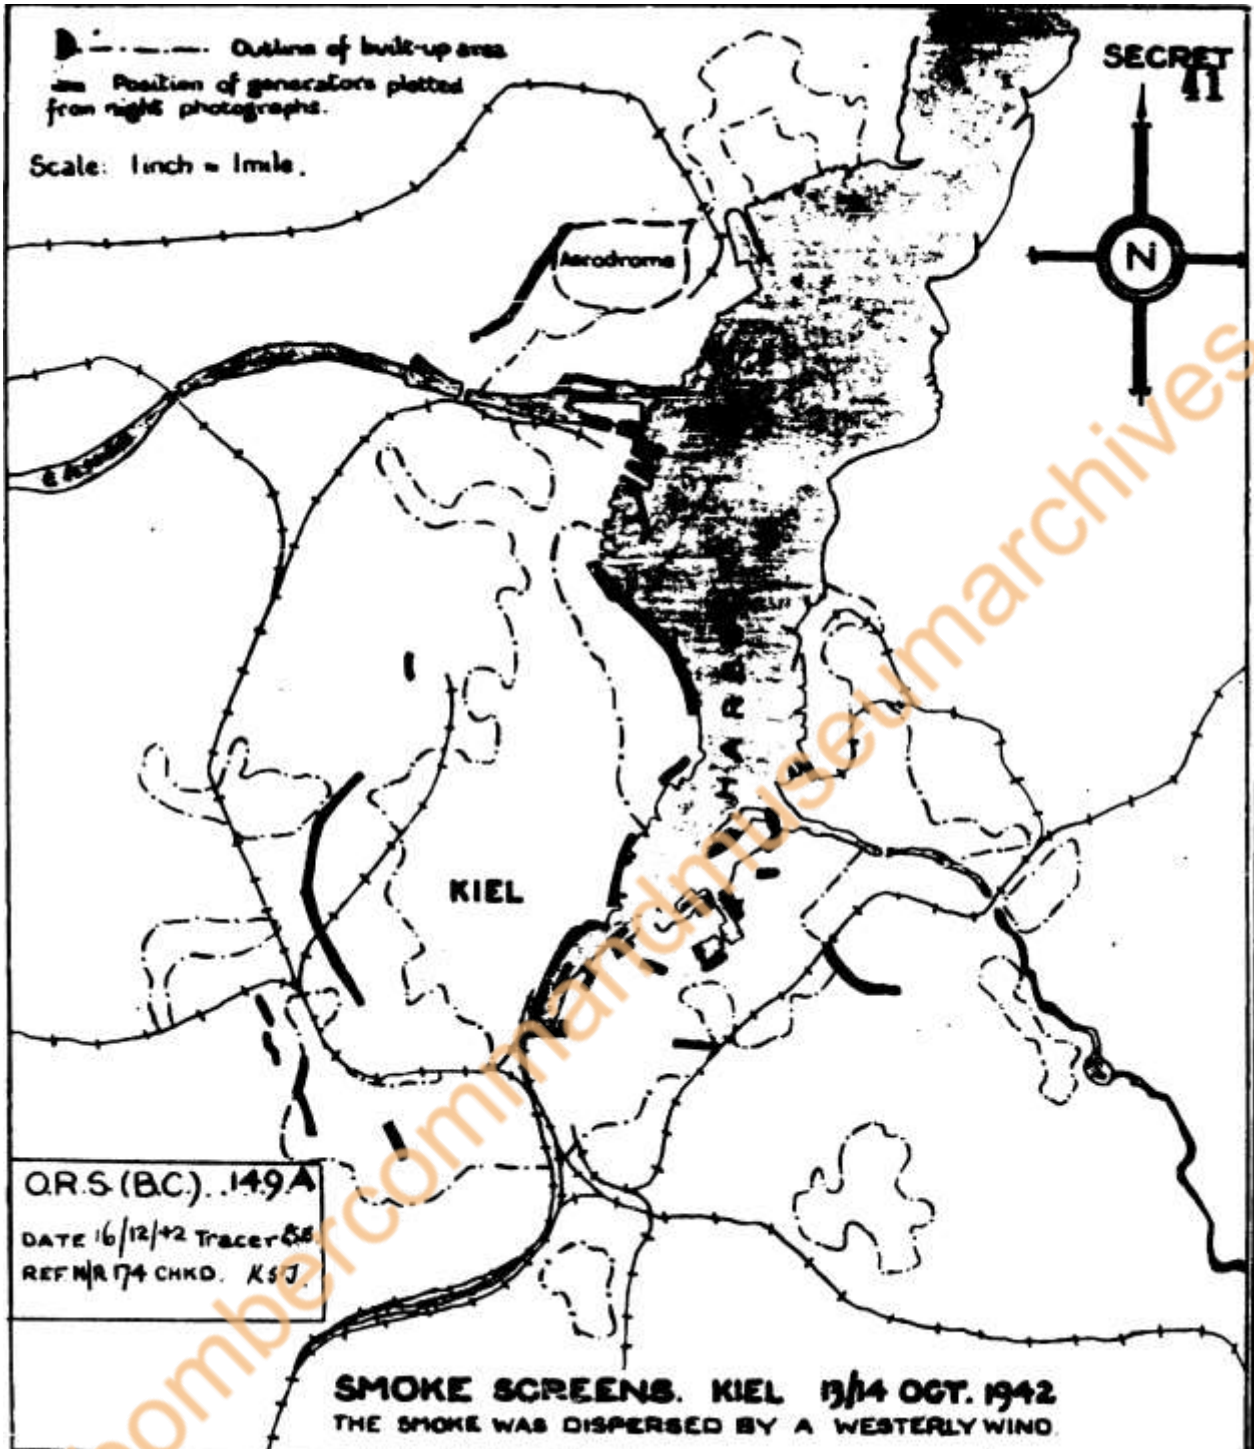 Outline of built-up area
Position of generators plotted
from night photographs.
Scale: 1 inch = 1 mile.
SECRET
41
N
Aerodrome
KIEL
O.R.S. (B.C.) .149.A
DATE 16/12/42 Tracer
REF. N/R 174 CHKD. K.S.J.
SMOKE SCREENS. KIEL 13/14 OCT. 1942
THE SMOKE WAS DISPERSED BY A WESTERLY WIND.
bombercommandmuseumarchives